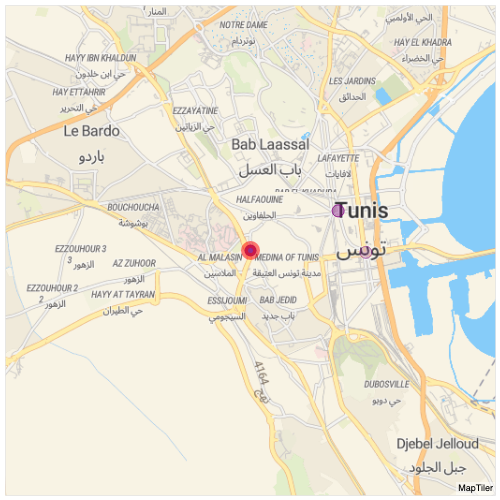 المنار
NOTRE DAME
نوتردام
الحي الأولمبي
HAY EL KHADRA
حي الخضراء
HAYY IBN KHALDUN
حي ابن خلدون
LES JARDINS
الحدائق
HAY ETTAHRIR
حي التحرير
EZZAYATINE
حي الزياتين
Le Bardo
باردو
Bab Laassal
باب العسل
LAFAYETTE
لافايات
BAB EL KHADHRA
HALFAOUINE
الحلفاوين
BOUCHOUCHA
بوشوشة
Tunis
تونس
EZZOUHOUR 3
3 الزهور
AZ ZUHOOR
الزهور
AL MALASIN
الملاسين
MEDINA OF TUNIS
مدينة تونس العتيقة
EZZOUHOUR 2
2 الزهور
HAYY AT TAYRAN
حي الطيران
ESSIJOUMI
السيجومي
BAB JEDID
باب جديد
نهج 4164
DUBOSVILLE
حي دوبو
Djebel Jelloud
جبل الجلود
MapTiler